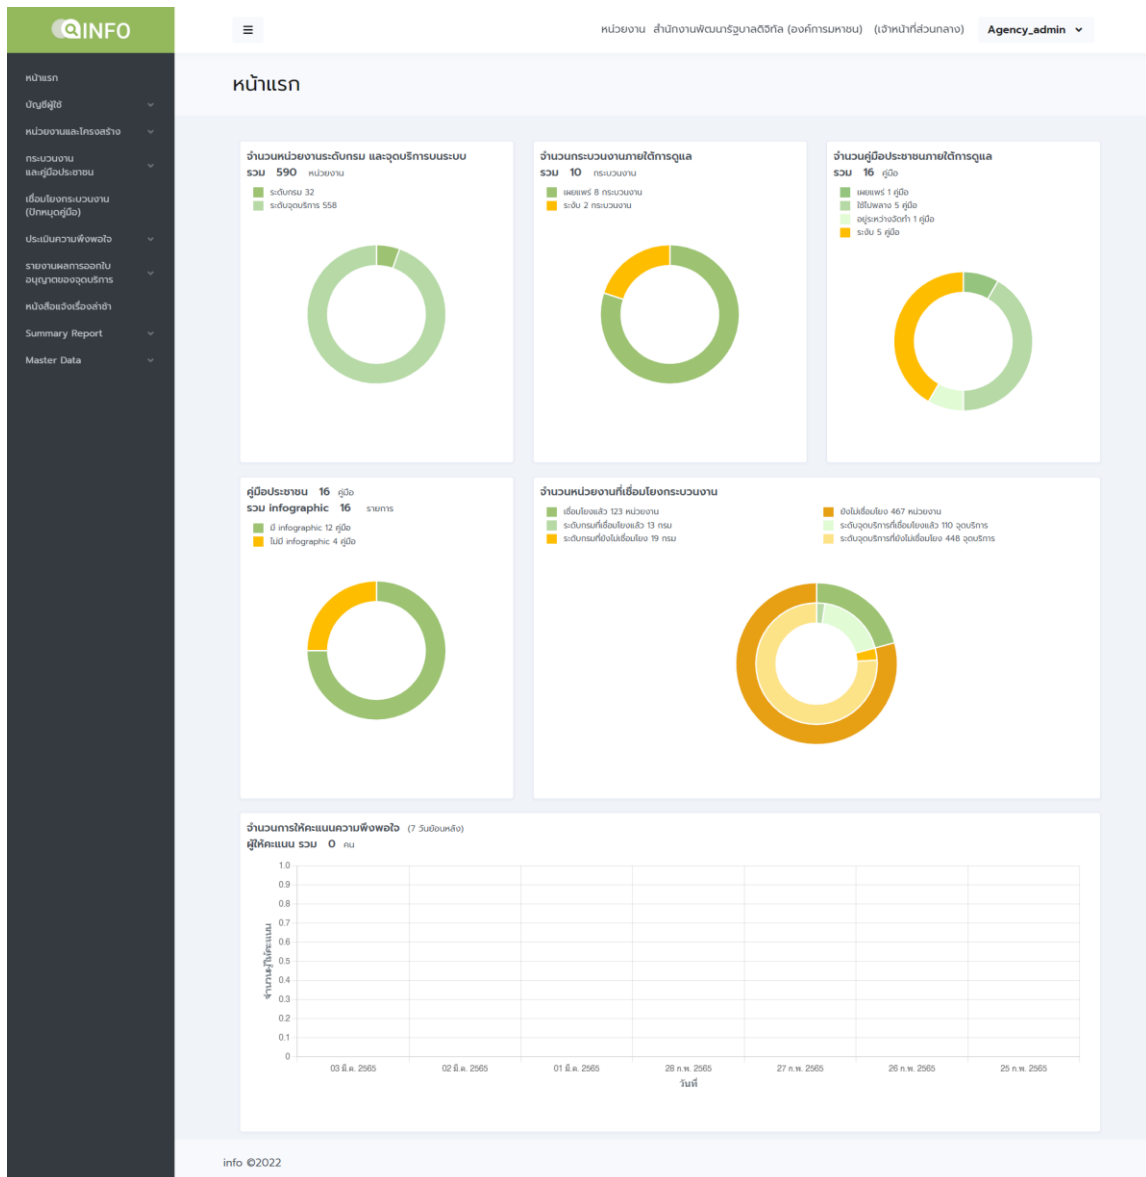 INFO
หน่วยงาน สำนักงานพัฒนารัฐบาลดิจิทัล (องค์การมหาชน) (เจ้าหน้าที่ส่วนกลาง) Agency_admin
หน้าแรก
บัญชีผู้ใช้
หน่วยงานและโครงสร้าง
กระบวนงาน
และคู่มือประชาชน
เชื่อมโยงกระบวนงาน
(ปักหมุดคู่มือ)
ประเมินความพึงพอใจ
รายงานผลการออกใบ
อนุญาตของจุดบริการ
หนังสือแจ้งเรื่องล่าช้า
Summary Report
Master Data
หน้าแรก
จำนวนหน่วยงานระดับกรม และจุดบริการบนระบบ
รวม 590 หน่วยงาน
ระดับกรม 32
ระดับจุดบริการ 558
จำนวนกระบวนงานภายใต้การดูแล
รวม 10 กระบวนงาน
เผยแพร่ 8 กระบวนงาน
ระงับ 2 กระบวนงาน
จำนวนคู่มือประชาชนภายใต้การดูแล
รวม 16 คู่มือ
เผยแพร่ 1 คู่มือ
ใช้ไปพลาง 5 คู่มือ
อยู่ระหว่างจัดทำ 1 คู่มือ
ระงับ 5 คู่มือ
คู่มือประชาชน 16 คู่มือ
รวม infographic 16 รายการ
มี infographic 12 คู่มือ
ไม่มี infographic 4 คู่มือ
จำนวนหน่วยงานที่เชื่อมโยงกระบวนงาน
เชื่อมโยงแล้ว 123 หน่วยงาน
ระดับกรมที่เชื่อมโยงแล้ว 13 กรม
ระดับกรมที่ยังไม่เชื่อมโยง 19 กรม
ยังไม่เชื่อมโยง 467 หน่วยงาน
ระดับจุดบริการที่เชื่อมโยงแล้ว 110 จุดบริการ
ระดับจุดบริการที่ยังไม่เชื่อมโยง 448 จุดบริการ
จำนวนการให้คะแนนความพึงพอใจ (7 วันย้อนหลัง)
ผู้ให้คะแนน รวม 0 คน
1.0
0.9
0.8
0.7
0.6
0.5
0.4
0.3
0.2
0.1
0
จำนวนผู้ให้คะแนน
03 มี.ค. 2565 02 มี.ค. 2565 01 มี.ค. 2565 28 ก.พ. 2565 27 ก.พ. 2565 26 ก.พ. 2565 25 ก.พ. 2565
วันที่
info ©2022